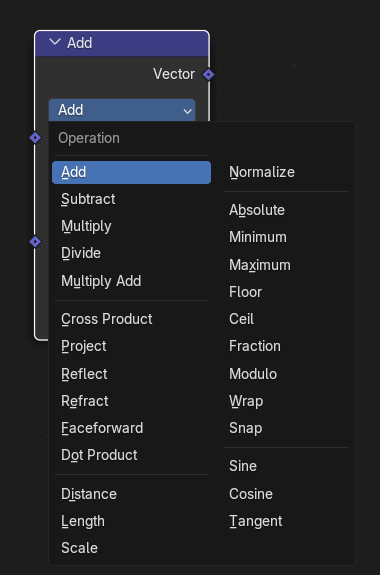 Add
Vector
Add
Operation
Add
Subtract
Multiply
Divide
Multiply Add
Cross Product
Project
Reflect
Refract
Faceforward
Dot Product
Distance
Length
Scale
Normalize
Absolute
Minimum
Maximum
Floor
Ceil
Fraction
Modulo
Wrap
Snap
Sine
Cosine
Tangent